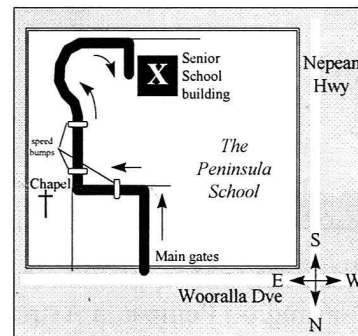 X
Senior
School
building
Nepean
Hwy
speed
bumps
The
Peninsula
School
Chapel
Main gates
S
E
W
N
Wooralla Dve